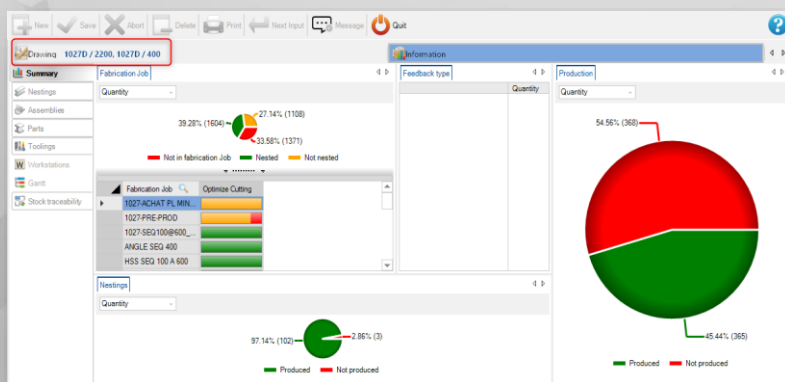 New Save Abort Delete Print Next Input Message Quit
Drawing 1027D / 2200, 1027D / 400
Information
Summary
Nestings
Assemblies
Parts
Toolings
Workstations
Gantt
Stock traceability
Fabrication Job
Quantity
39.28% (1604)
27.14% (1108)
33.58% (1371)
Not in fabrication Job Nested Not nested
Fabrication Job Optimize Cutting
1027-ACHAT PL MIN...
1027-PRE-PROD
1027-SEQ100@600_...
ANGLE SEQ 400
HSS SEQ 100 A 600
Feedback type
Quantity
Production
Quantity
54.56% (368)
45.44% (365)
Produced Not produced
Nestings
Quantity
97.14% (102)
2.86% (3)
Produced Not produced